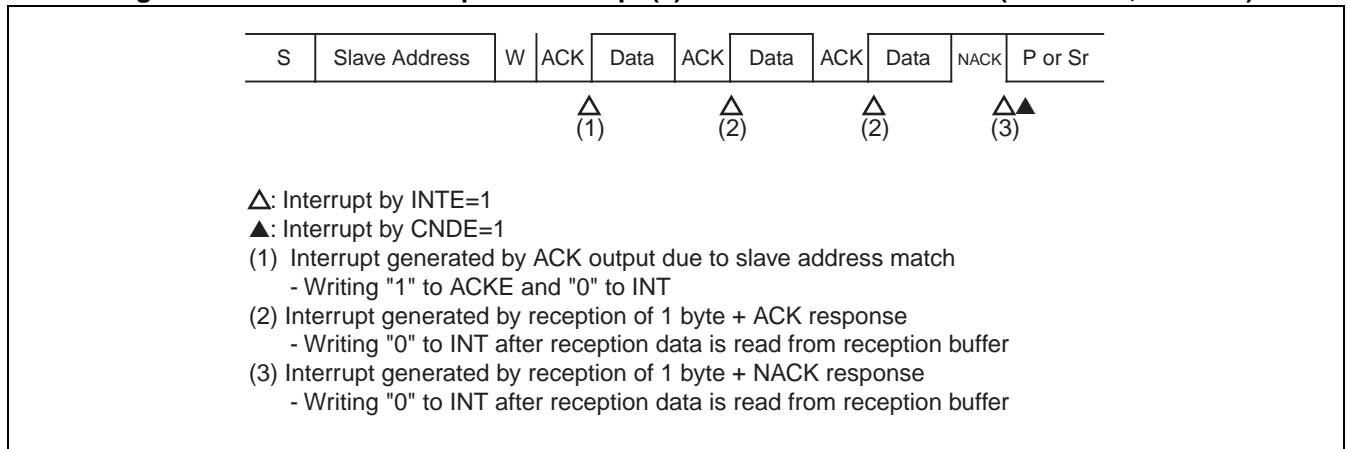 S Slave Address W ACK Data ACK Data ACK Data NACK P or Sr
△ △ △ △▲
(1) (2) (2) (3)
△: Interrupt by INTE=1
▲: Interrupt by CNDE=1
(1) Interrupt generated by ACK output due to slave address match
- Writing "1" to ACKE and "0" to INT
(2) Interrupt generated by reception of 1 byte + ACK response
- Writing "0" to INT after reception data is read from reception buffer
(3) Interrupt generated by reception of 1 byte + NACK response
- Writing "0" to INT after reception data is read from reception buffer